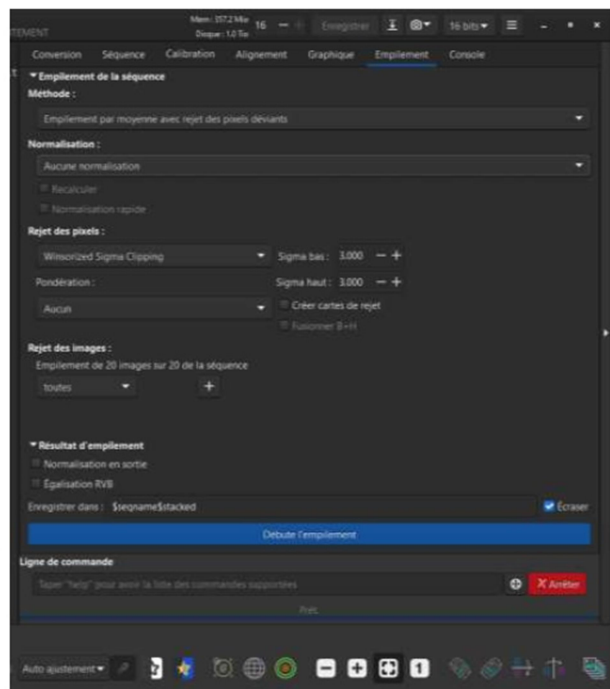 Mem : 157.2 Mio
Disque : 1.0 Tio
16
Enregistrer
16 bits
EMENT
Conversion Séquence Calibration Alignement Graphique Empilement Console
Empilement de la séquence
Méthode :
Empilement par moyenne avec rejet des pixels déviants
Normalisation :
Aucune normalisation
Recalculer
Normalisation rapide
Rejet des pixels :
Winsorized Sigma Clipping Sigma bas : 3.000
Pondération : Sigma haut : 3.000
Aucun Créer cartes de rejet
Fusionner B+H
Rejet des images :
Empilement de 20 images sur 20 de la séquence
toutes
Résultat d'empilement
Normalisation en sortie
Égalisation RVB
Enregistrer dans : $seqname$stacked Écraser
Débute l'empilement
Ligne de commande
Taper "help" pour avoir la liste des commandes supportées Arrêter
Prêt.
Auto ajustement 1